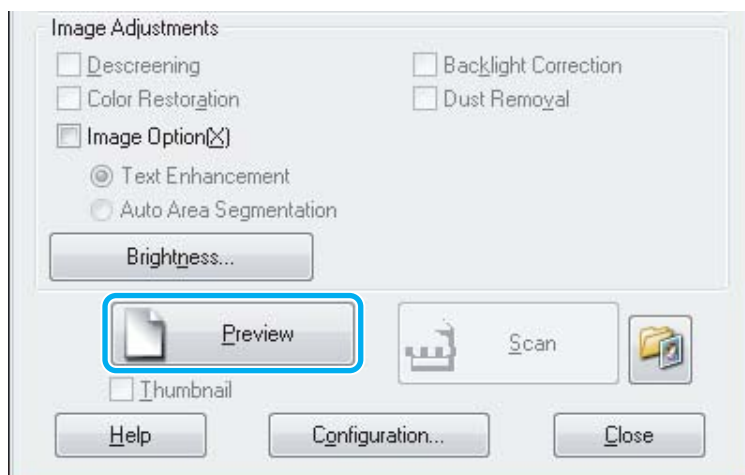 Image Adjustments
Descreening Backlight Correction
Color Restoration Dust Removal
Image Option(X)
Text Enhancement
Auto Area Segmentation
Brightness...
Preview Scan
Thumbnail
Help Configuration... Close